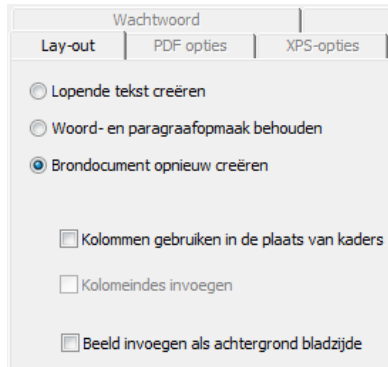 Wachtwoord
Lay-out PDF opties XPS-opties
Lopende tekst creëren
Woord- en paragraafopmaak behouden
Brondocument opnieuw creëren
Kolommen gebruiken in de plaats van kaders
Kolomeindes invoegen
Beeld invoegen als achtergrond bladzijde